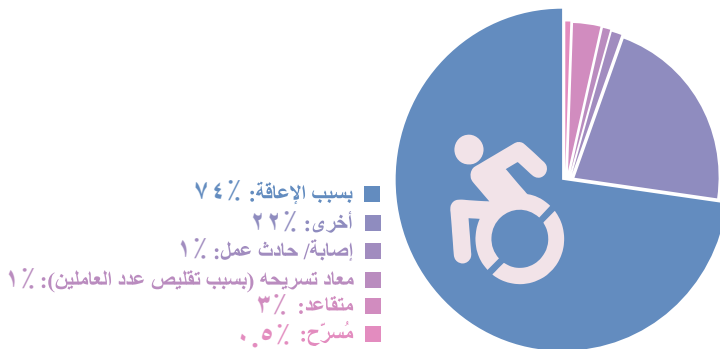 بسبب الإعاقة: ٧٤٪
أخرى: ٢٢٪
إصابة/ حادث عمل: ١٪
معاد تسريحه (بسبب تقليص عدد العاملين): ١٪
متقاعد: ٣٪
مُسرّح: ٠.٥٪